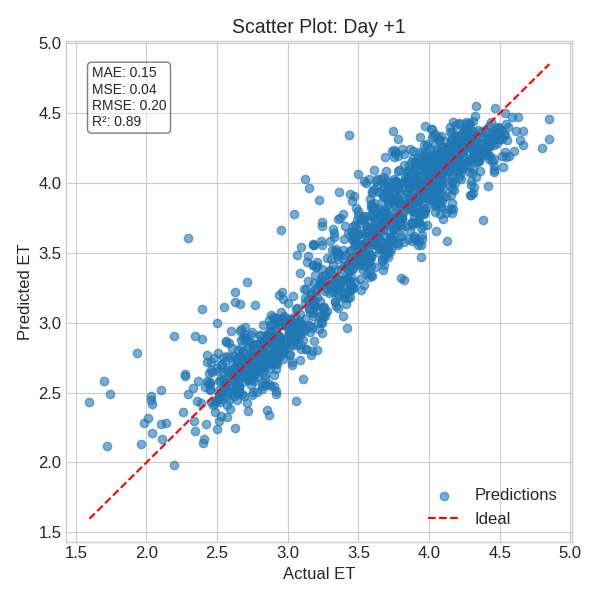 Scatter Plot: Day +1
MAE: 0.15
MSE: 0.04
RMSE: 0.20
R²: 0.89
Predicted ET
5.0
4.5
4.0
3.5
3.0
2.5
2.0
1.5
Predictions
Ideal
1.5 2.0 2.5 3.0 3.5 4.0 4.5 5.0
Actual ET